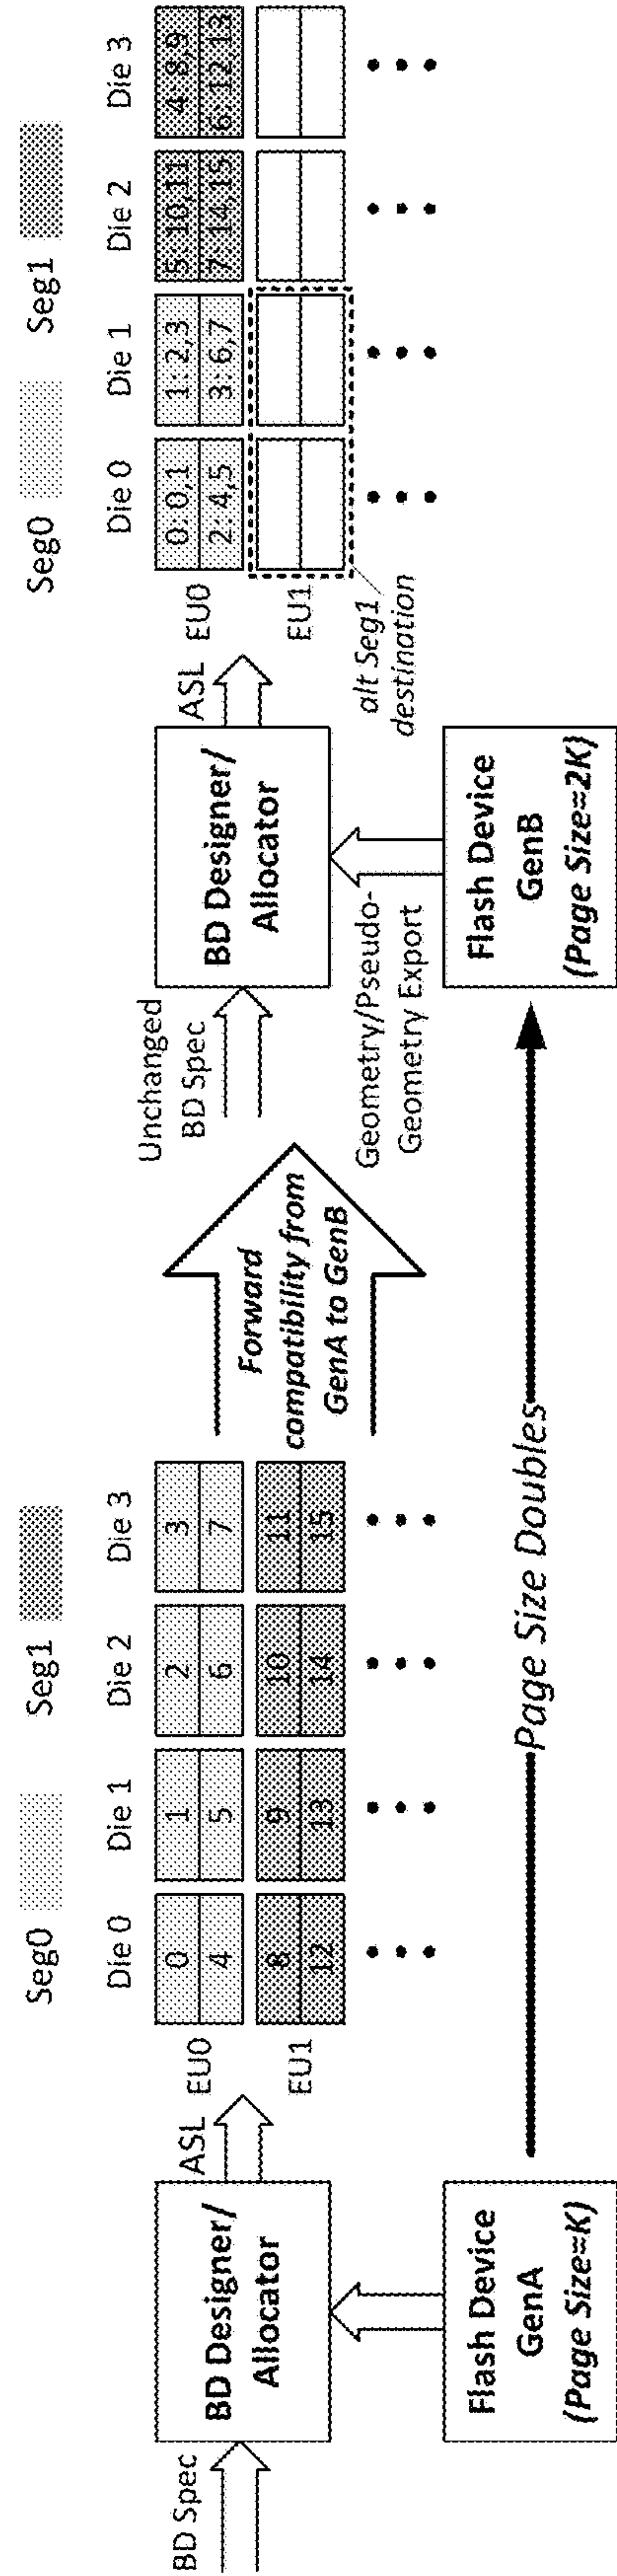 BD Spec
BD Designer/
Allocator
ASL
Flash Device
GenA
(Page Size=K)
Seg0
Seg1
Die 0 Die 1 Die 2 Die 3
EU0
0 1 2 3
4 5 6 7
EU1
8 9 10 11
12 13 14 15
Forward
compatibility from
GenA to GenB
Page Size Doubles
Unchanged
BD Spec
BD Designer/
Allocator
ASL
Geometry/Pseudo-
Geometry Export
Flash Device
GenB
(Page Size=2K)
Seg0
Seg1
Die 0 Die 1 Die 2 Die 3
EU0
0: 0,1 1: 2,3 5: 10,11 4: 8,9
2: 4,5 3: 6,7 7: 14,15 6: 12,13
EU1
alt Seg1
destination